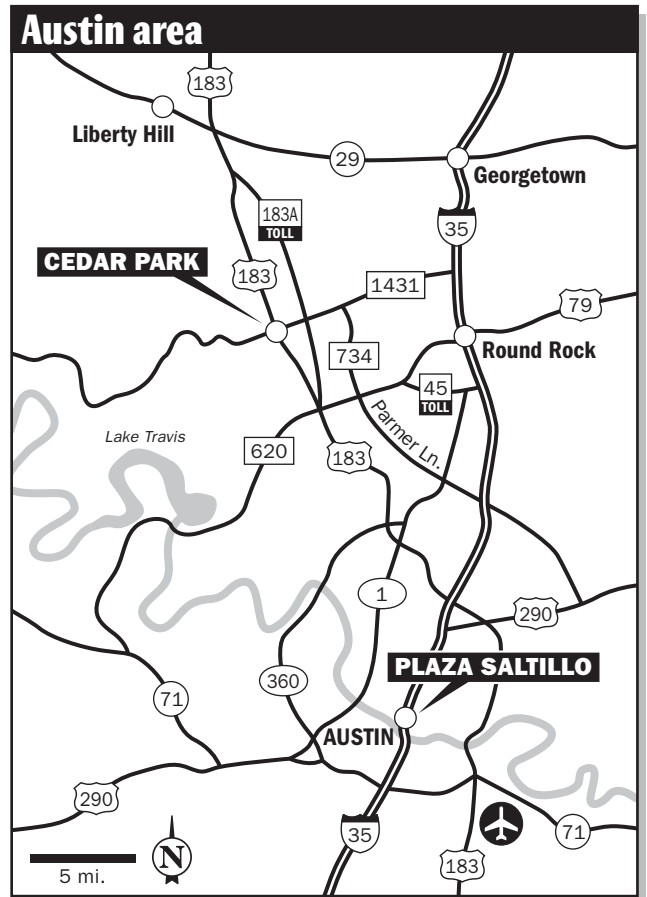 Austin area
183
Liberty Hill
29
Georgetown
183A
TOLL
35
CEDAR PARK
183
1431
79
734
Round Rock
45
TOLL
Parmer Ln.
Lake Travis
620
183
1
290
PLAZA SALTILLO
360
71
AUSTIN
290
35
71
N
5 mi.
183